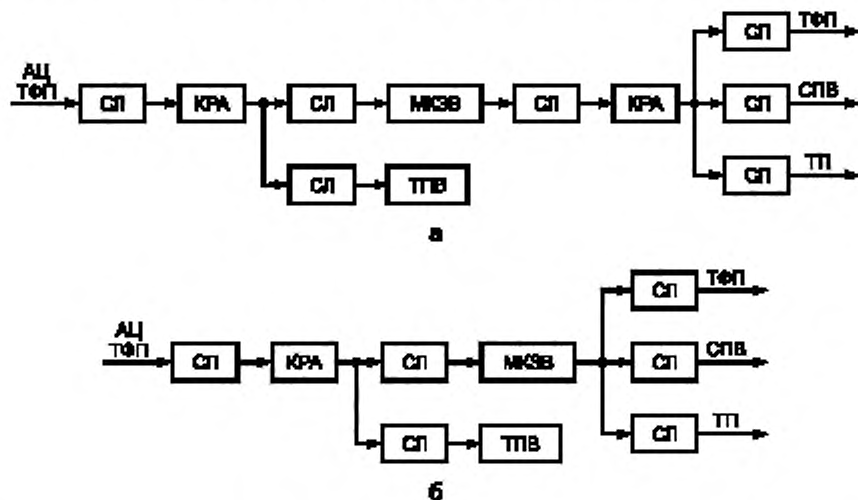 СЛ ТФП
АЦ
ТФП СЛ КРА СЛ МКЗВ СЛ КРА СЛ СПВ
СЛ ТПВ СЛ ТП
а
СЛ ТФП
АЦ
ТФП СЛ КРА СЛ МКЗВ СЛ СПВ
СЛ ТПВ СЛ ТП
б